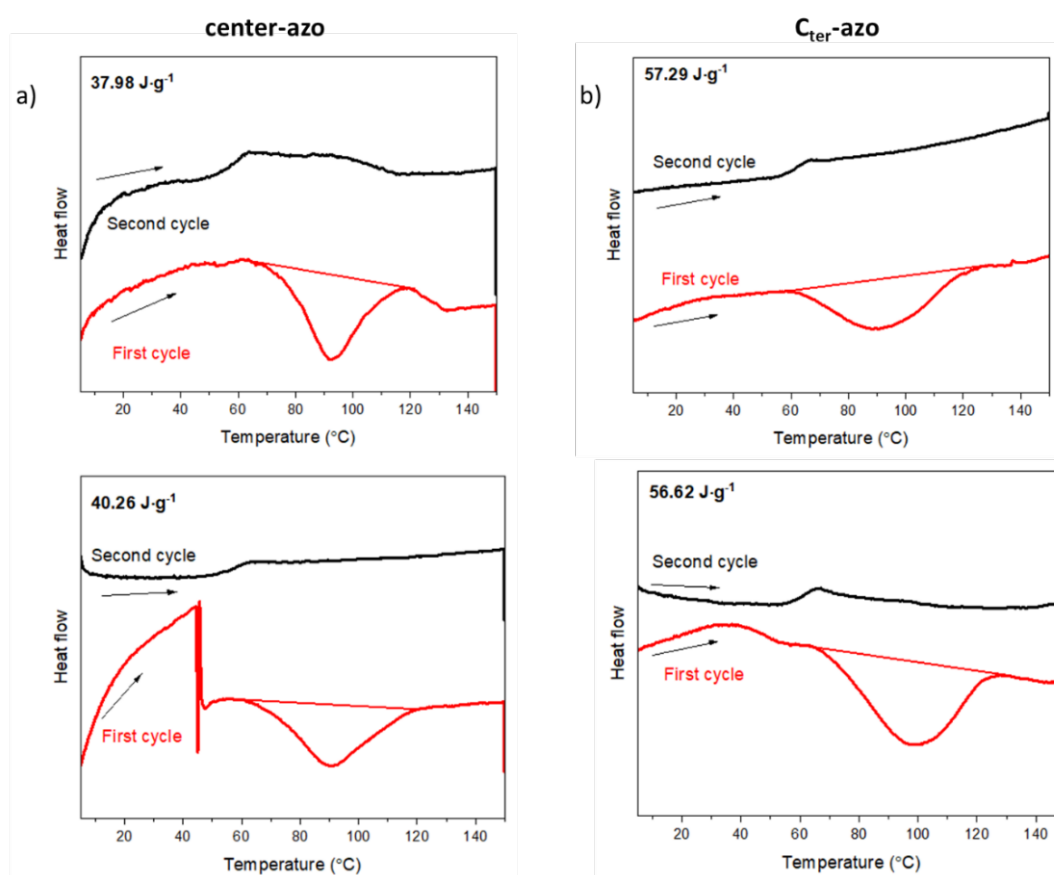 center-azo
a)
37.98 J·g⁻¹
Second cycle
First cycle
Heat flow
20 40 60 80 100 120 140
Temperature (°C)
40.26 J·g⁻¹
Second cycle
First cycle
Heat flow
20 40 60 80 100 120 140
Temperature (°C)
C_ter-azo
b)
57.29 J·g⁻¹
Second cycle
First cycle
Heat flow
20 40 60 80 100 120 140
Temperature (°C)
56.62 J·g⁻¹
Second cycle
First cycle
Heat flow
20 40 60 80 100 120 140
Temperature (°C)